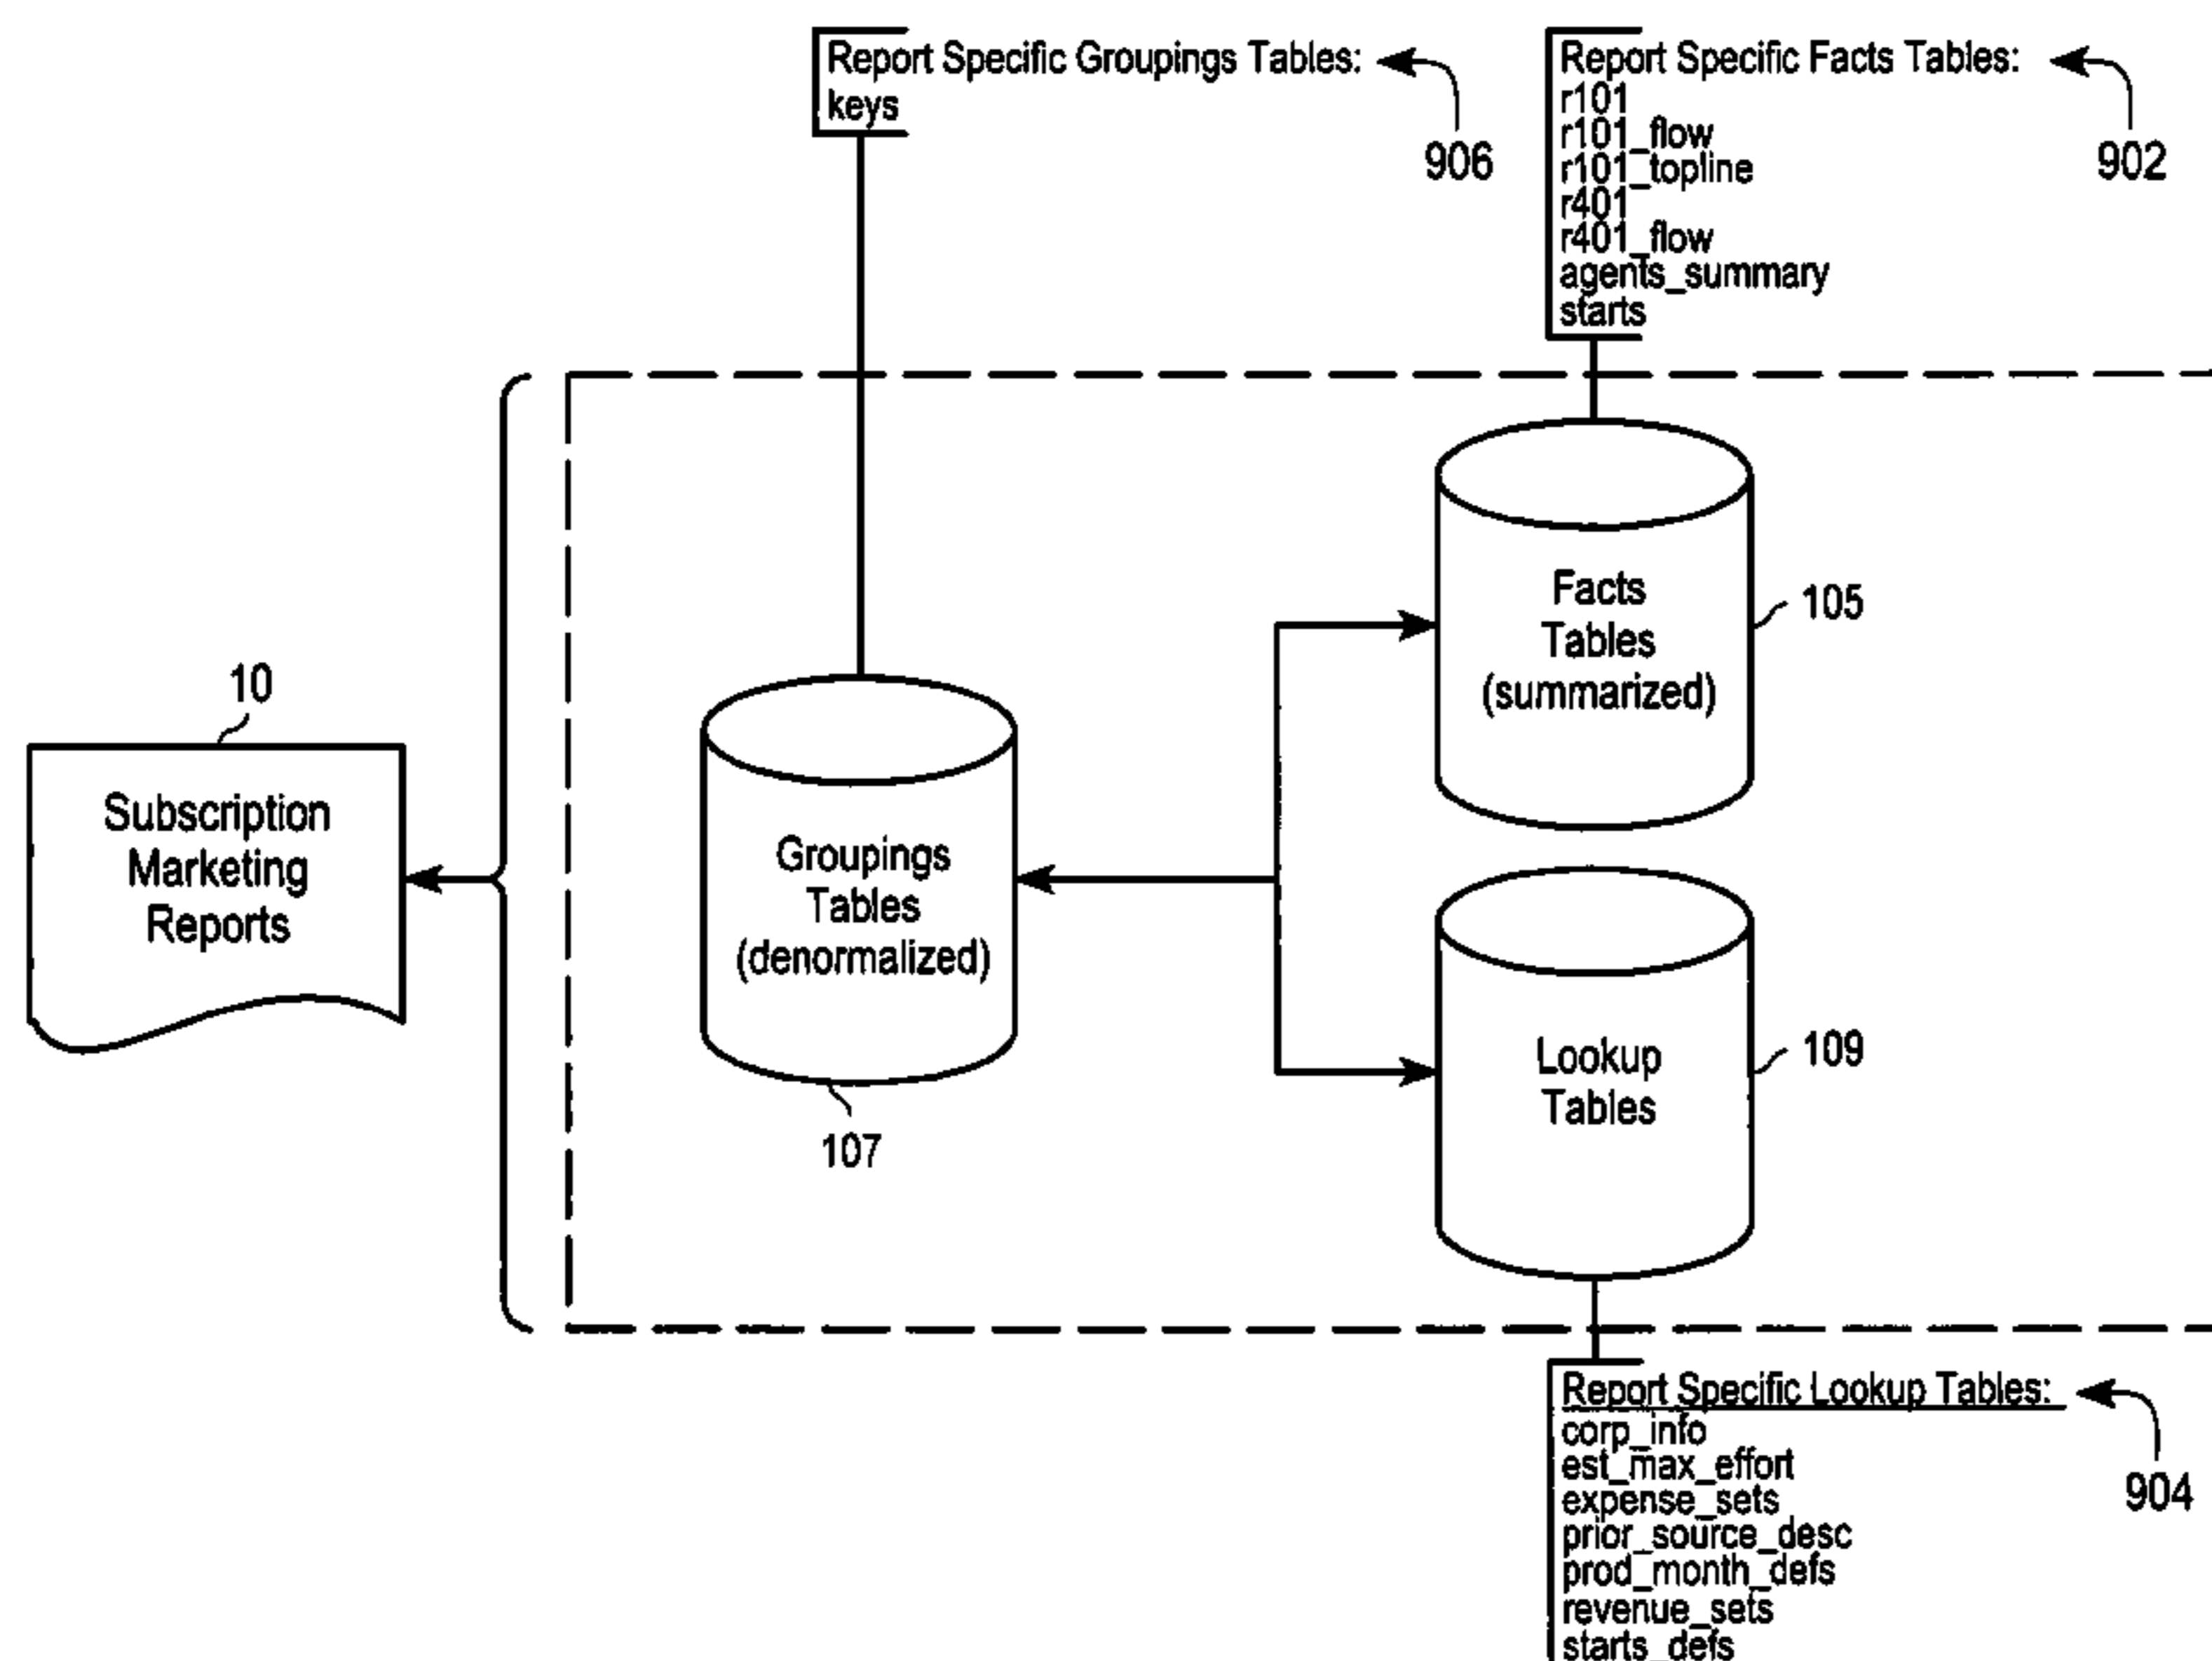 Report Specific Groupings Tables:
keys
906
Report Specific Facts Tables:
r101
r101_flow
r101_topline
r401
r401_flow
agents_summary
starts
902
10
Subscription
Marketing
Reports
Groupings
Tables
(denormalized)
107
Facts
Tables
(summarized)
105
Lookup
Tables
109
Report Specific Lookup Tables:
corp_info
est_max_effort
expense_sets
prior_source_desc
prod_month_defs
revenue_sets
starts_defs
904